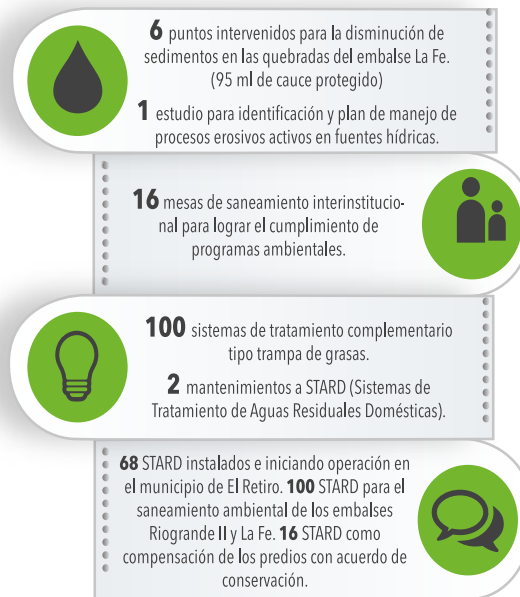 6 puntos intervenidos para la disminución de
sedimentos en las quebradas del embalse La Fe.
(95 ml de cauce protegido)
1 estudio para identificación y plan de manejo de
procesos erosivos activos en fuentes hídricas.
16 mesas de saneamiento interinstitucio-
nal para lograr el cumplimiento de
programas ambientales.
100 sistemas de tratamiento complementario
tipo trampa de grasas.
2 mantenimientos a STARD (Sistemas de
Tratamiento de Aguas Residuales Domésticas).
68 STARD instalados e iniciando operación en
el municipio de El Retiro. 100 STARD para el
saneamiento ambiental de los embalses
Riogrande II y La Fe. 16 STARD como
compensación de los predios con acuerdo de
conservación.